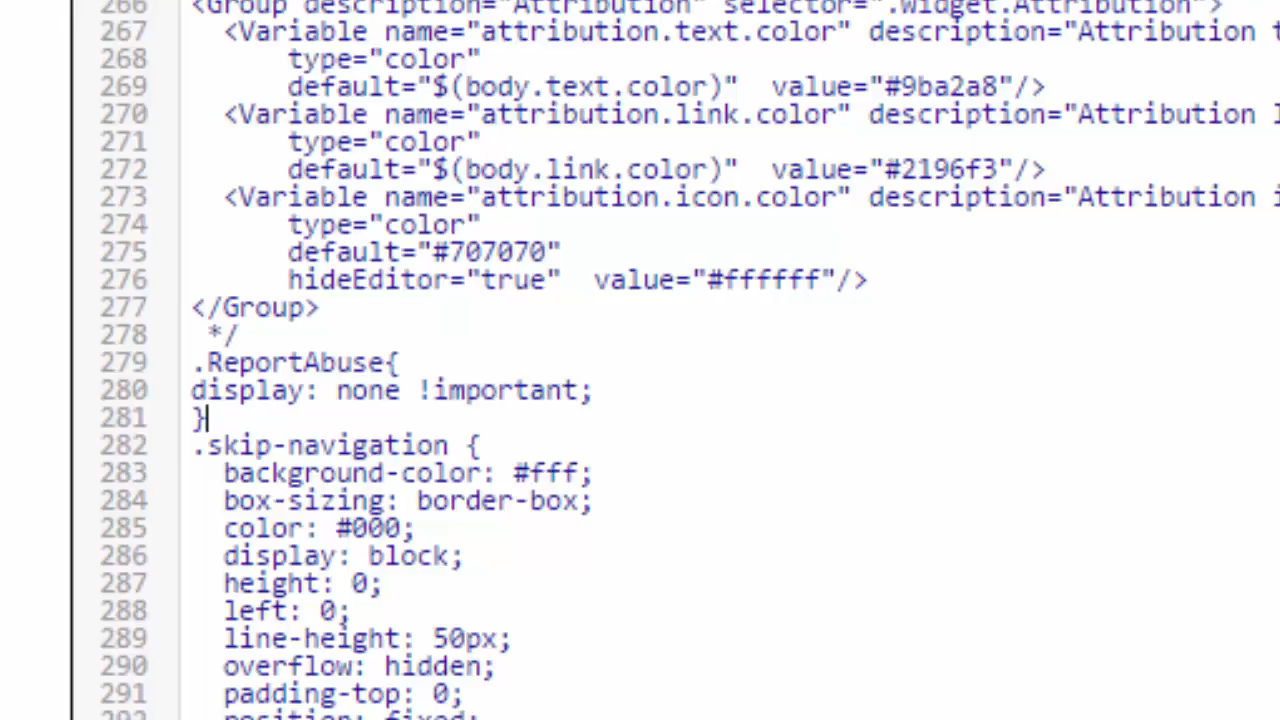 266 <Group description="Attribution" selector=".widget.Attribution">
267 <Variable name="attribution.text.color" description="Attribution t
268 type="color"
269 default="$(body.text.color)" value="#9ba2a8"/>
270 <Variable name="attribution.link.color" description="Attribution l
271 type="color"
272 default="$(body.link.color)" value="#2196f3"/>
273 <Variable name="attribution.icon.color" description="Attribution i
274 type="color"
275 default="#707070"
276 hideEditor="true" value="#ffffff"/>
277 </Group>
278 */
279 .ReportAbuse{
280 display: none !important;
281 }
282 .skip-navigation {
283 background-color: #fff;
284 box-sizing: border-box;
285 color: #000;
286 display: block;
287 height: 0;
288 left: 0;
289 line-height: 50px;
290 overflow: hidden;
291 padding-top: 0;
292 position: fixed;